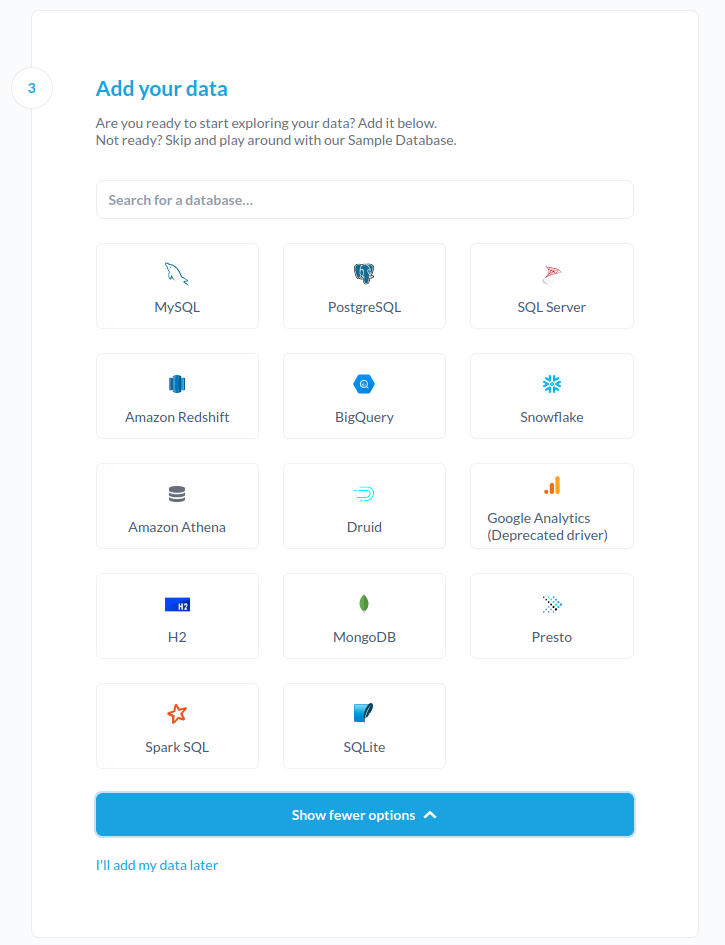 3
Add your data
Are you ready to start exploring your data? Add it below.
Not ready? Skip and play around with our Sample Database.
Search for a database...
MySQL
PostgreSQL
SQL Server
Amazon Redshift
BigQuery
Snowflake
Amazon Athena
Druid
Google Analytics
(Deprecated driver)
H2
H2
MongoDB
Presto
Spark SQL
SQLite
Show fewer options
I'll add my data later